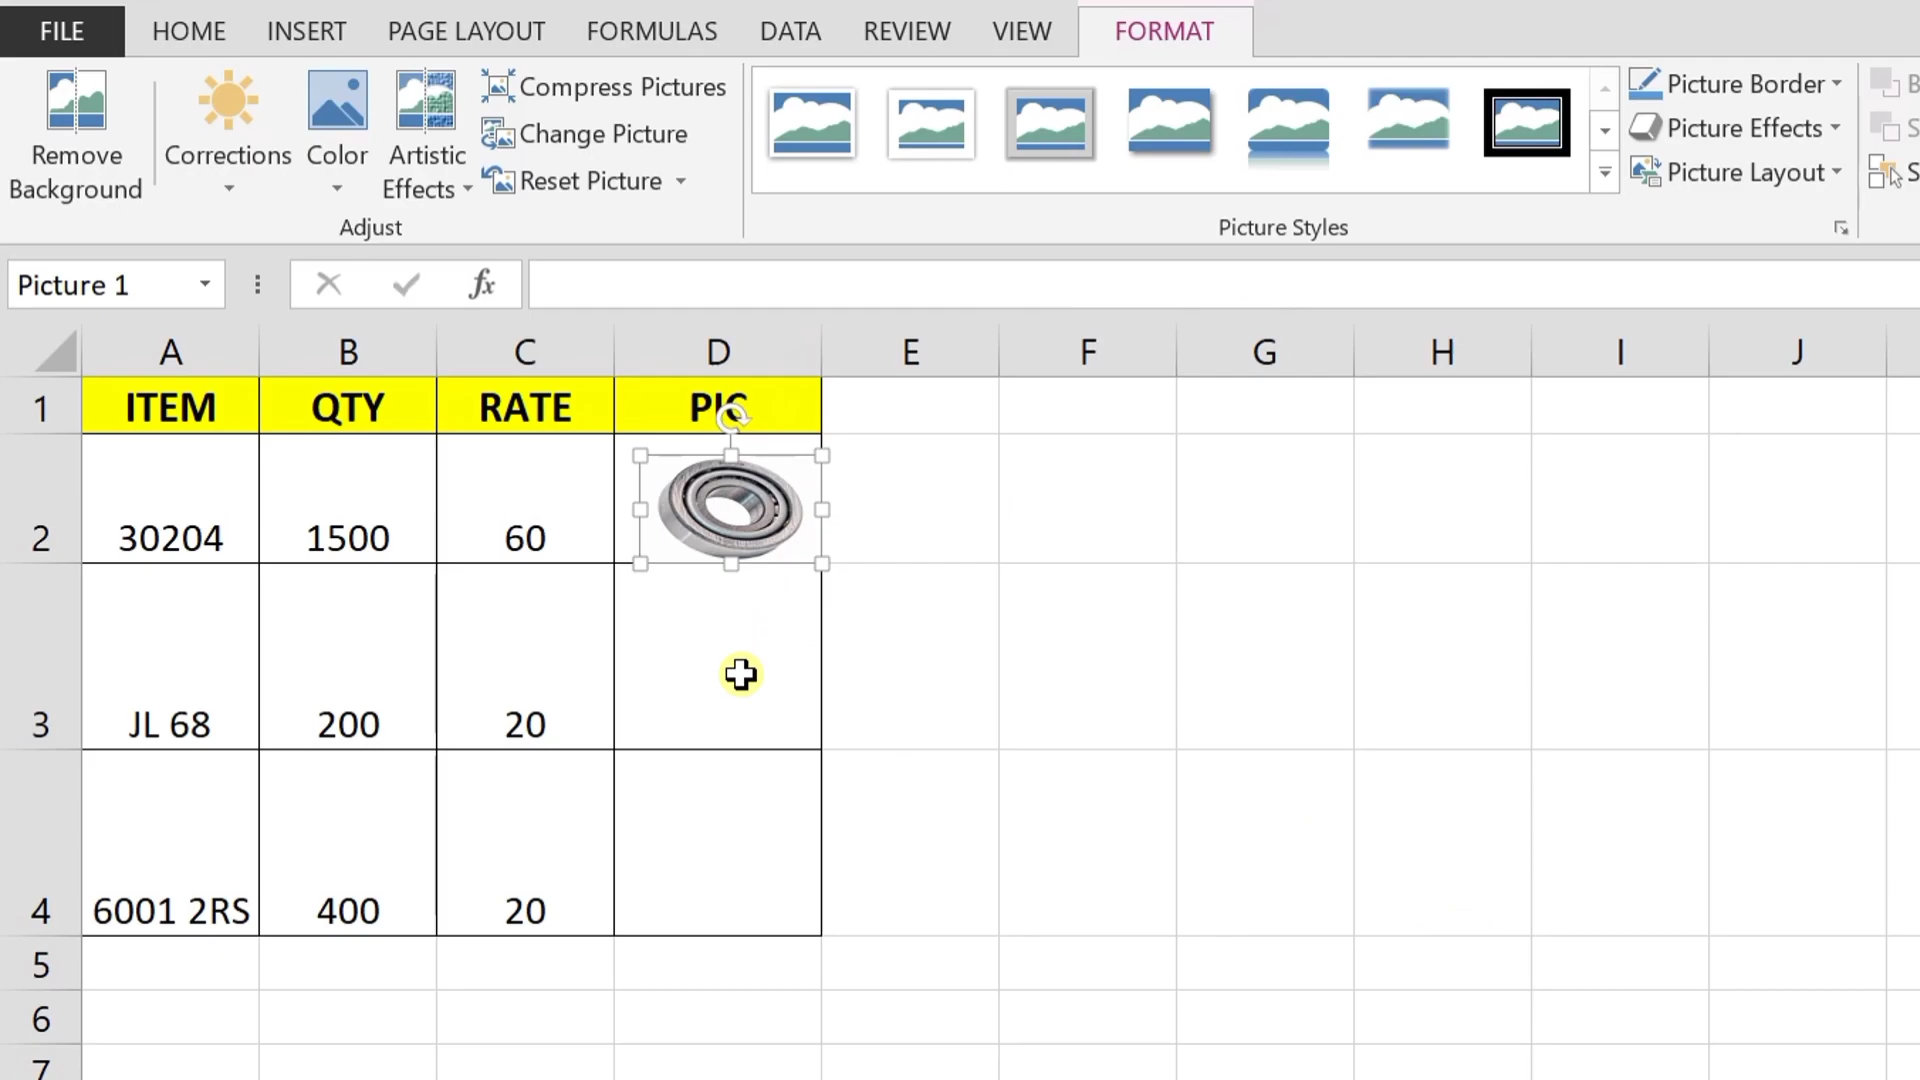 FILE HOME INSERT PAGE LAYOUT FORMULAS DATA REVIEW VIEW FORMAT
Remove Background
Corrections
Color
Artistic Effects
Compress Pictures
Change Picture
Reset Picture
Adjust
Picture Styles
Picture Border
Picture Effects
Picture Layout
B
S
S
Picture 1
fx
A B C D E F G H I J
1 ITEM QTY RATE PIC
2 30204 1500 60
3 JL 68 200 20
4 6001 2RS 400 20
5
6
7